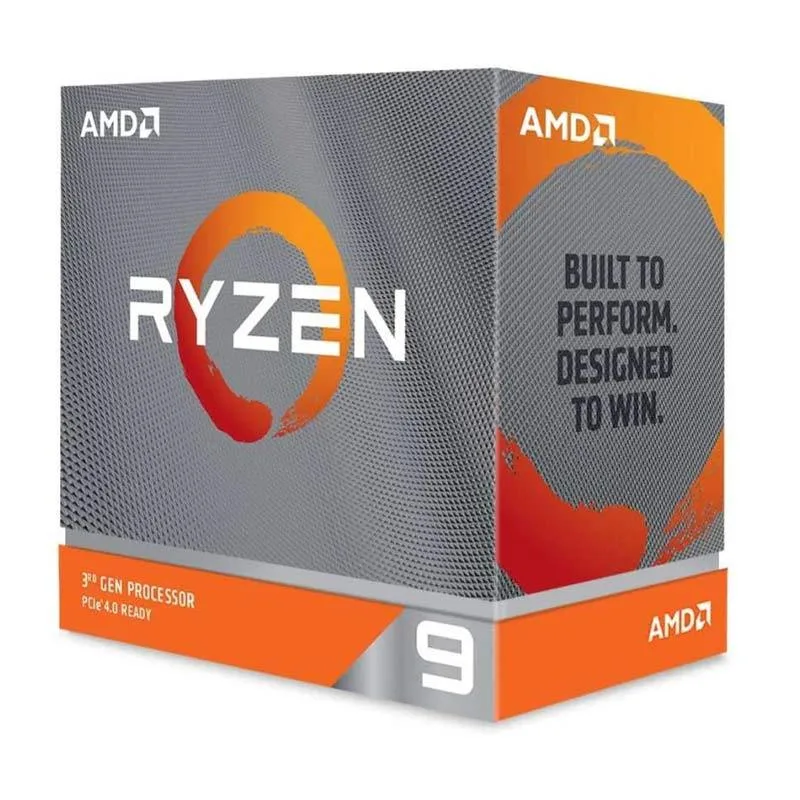 AMD
RYZEN
3RD GEN PROCESSOR
PCIe® 4.0 READY
9
AMD
BUILT TO
PERFORM.
DESIGNED
TO WIN.
AMD